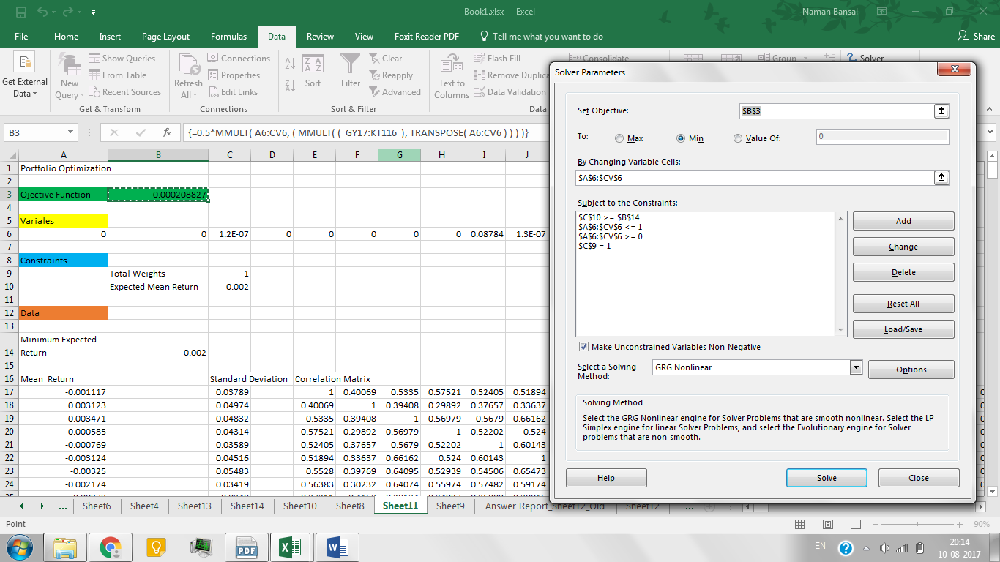 Book1.xlsx - Excel
Naman Bansal
File Home Insert Page Layout Formulas Data Review View Foxit Reader PDF Tell me what you want to do Share
Get External Data
New Query
Show Queries
From Table
Recent Sources
Get & Transform
Refresh All
Connections
Properties
Edit Links
Connections
Sort
Filter
Clear
Reapply
Advanced
Sort & Filter
Text to Columns
Flash Fill
Remove Duplica
Data Validation
Data
Consolidate
Group
Solver
B3
{=0.5*MMULT( A6:CV6, ( MMULT( ( GY17:KT116 ), TRANSPOSE( A6:CV6 ) ) ) )}
A B C D E F G H I J
1 Portfolio Optimization
2
3 Ojective Function 0.000208827
4
5 Variales
6 0 0 1.2E-07 0 0 0 0 0 0.08784 1.3E-07
7
8 Constraints
9 Total Weights 1
10 Expected Mean Return 0.002
11
12 Data
13
Minimum Expected
14 Return 0.002
15
16 Mean_Return Standard Deviation Correlation Matrix
17 -0.001117 0.03789 1 0.40069 0.5335 0.57521 0.52405 0.51894
18 0.003123 0.04974 0.40069 1 0.39408 0.29892 0.37657 0.33637
19 -0.003471 0.04832 0.5335 0.39408 1 0.56979 0.5679 0.66162
20 -0.000585 0.04314 0.57521 0.29892 0.56979 1 0.52202 0.524
21 -0.000769 0.03589 0.52405 0.37657 0.5679 0.52202 1 0.60143
22 -0.003124 0.04516 0.51894 0.33637 0.66162 0.524 0.60143 1
23 -0.00325 0.05483 0.5528 0.39769 0.64095 0.52939 0.54506 0.65473
24 -0.002174 0.03419 0.56383 0.30232 0.64074 0.55974 0.57482 0.59174
... Sheet6 Sheet4 Sheet13 Sheet14 Sheet10 Sheet8 Sheet11 Sheet9 Answer Report_Sheet12_Old Sheet12 ...
Point
90%
Solver Parameters
Set Objective:
$B$3
To:
Max
Min
Value Of:
0
By Changing Variable Cells:
$A$6:$CV$6
Subject to the Constraints:
$C$10 >= $B$14
$A$6:$CV$6 <= 1
$A$6:$CV$6 >= 0
$C$9 = 1
Add
Change
Delete
Reset All
Load/Save
Make Unconstrained Variables Non-Negative
Select a Solving
Method:
GRG Nonlinear
Options
Solving Method
Select the GRG Nonlinear engine for Solver Problems that are smooth nonlinear. Select the LP
Simplex engine for linear Solver Problems, and select the Evolutionary engine for Solver
problems that are non-smooth.
Help
Solve
Close
PDF
EN
20:14
10-08-2017